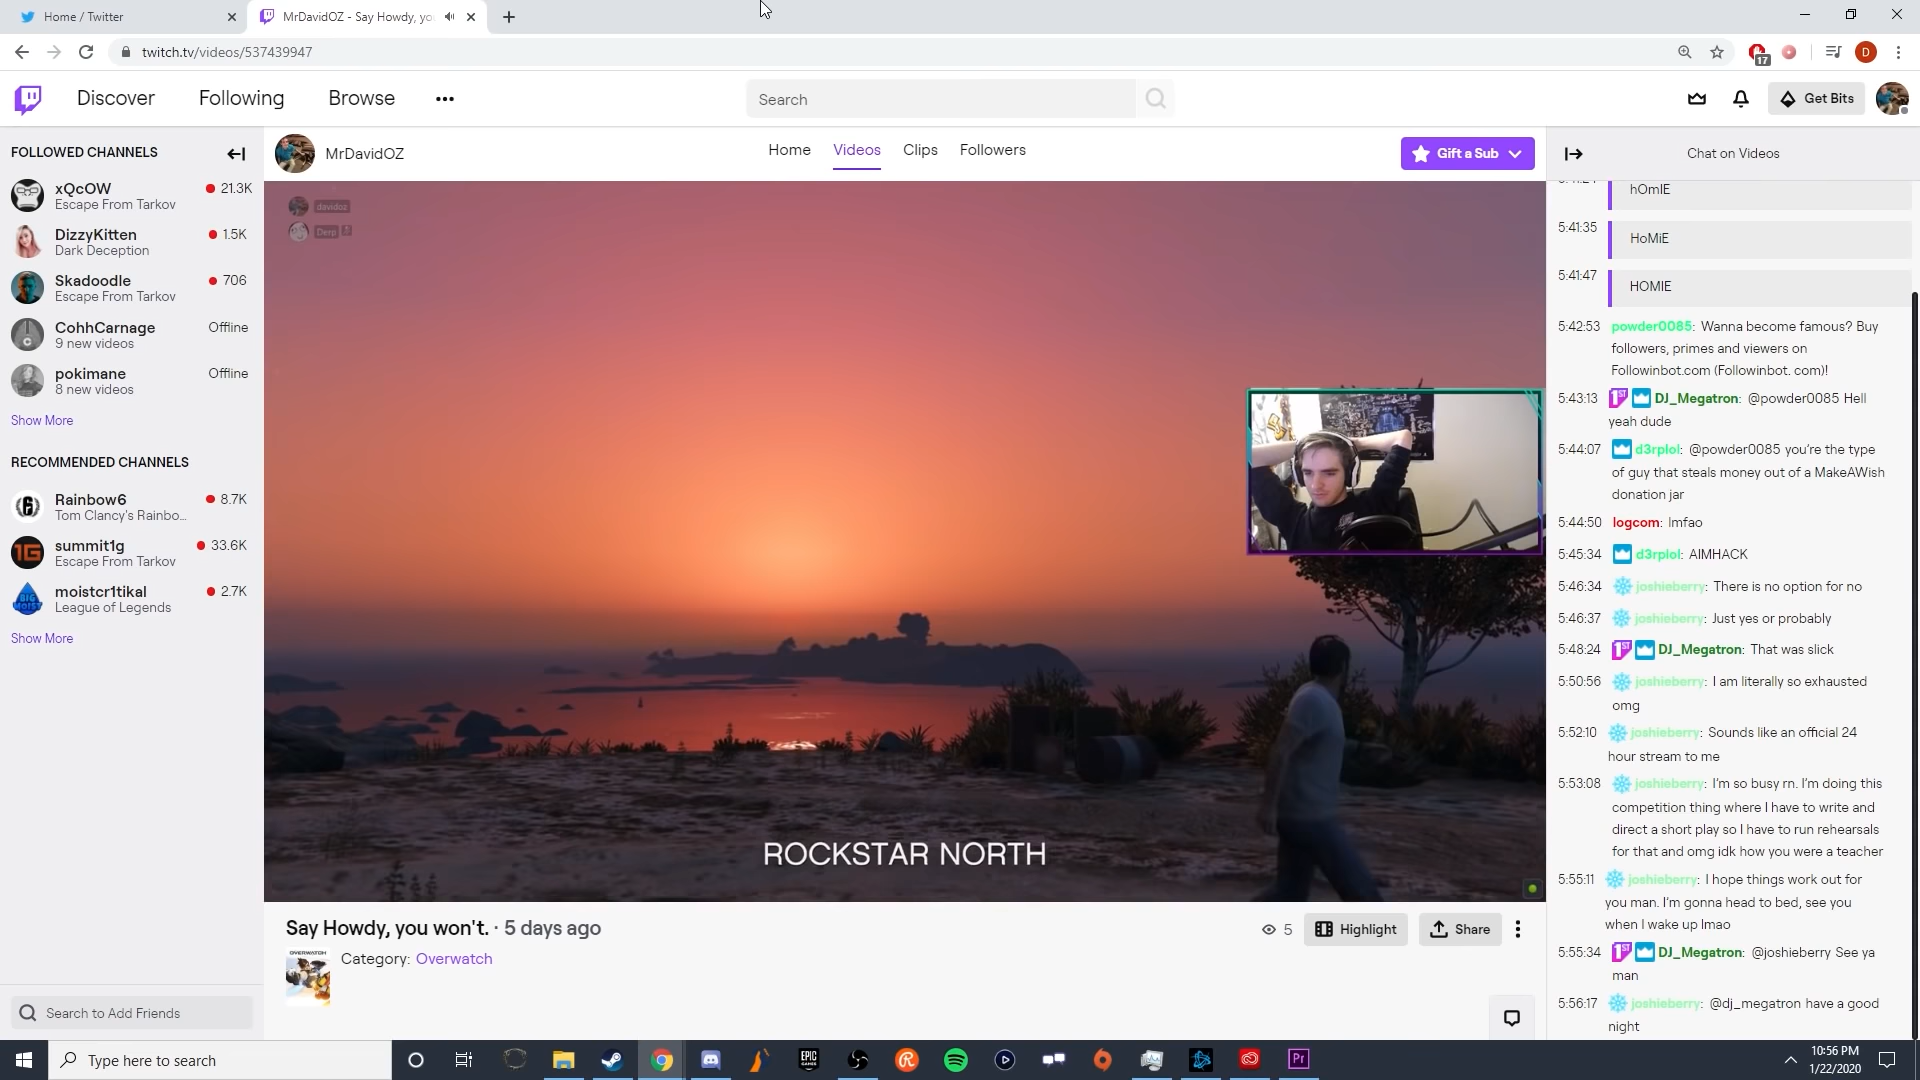 Home / Twitter
MrDavidOZ - Say Howdy, yo
twitch.tv/videos/537439947
17
D
Discover
Following
Browse
Search
Get Bits
FOLLOWED CHANNELS
xQcOW
21.3K
Escape From Tarkov
DizzyKitten
1.5K
Dark Deception
Skadoodle
706
Escape From Tarkov
CohhCarnage
Offline
9 new videos
pokimane
Offline
8 new videos
Show More
RECOMMENDED CHANNELS
Rainbow6
8.7K
Tom Clancy's Rainbo...
summit1g
33.6K
Escape From Tarkov
moistcr1tikal
2.7K
League of Legends
Show More
Search to Add Friends
MrDavidOZ
Home
Videos
Clips
Followers
Gift a Sub
davidoz
Derp
ROCKSTAR NORTH
Say Howdy, you won't. · 5 days ago
5
Highlight
Share
OVERWATCH
Category: Overwatch
Chat on Videos
hOmIE
5:41:35 HoMiE
5:41:47 HOMIE
5:42:53 powder0085: Wanna become famous? Buy
followers, primes and viewers on
Followinbot.com (Followinbot. com)!
5:43:13 DJ_Megatron: @powder0085 Hell
yeah dude
5:44:07 d3rplol: @powder0085 you're the type
of guy that steals money out of a MakeAWish
donation jar
5:44:50 logcom: lmfao
5:45:34 d3rplol: AIMHACK
5:46:34 joshieberry: There is no option for no
5:46:37 joshieberry: Just yes or probably
5:48:24 DJ_Megatron: That was slick
5:50:56 joshieberry: I am literally so exhausted
omg
5:52:10 joshieberry: Sounds like an official 24
hour stream to me
5:53:08 joshieberry: I'm so busy rn. I'm doing this
competition thing where I have to write and
direct a short play so I have to run rehearsals
for that and omg idk how you were a teacher
5:55:11 joshieberry: I hope things work out for
you man. I'm gonna head to bed, see you
when I wake up lmao
5:55:34 DJ_Megatron: @joshieberry See ya
man
5:56:17 joshieberry: @dj_megatron have a good
night
Type here to search
EPIC
GAMES
Pr
10:56 PM
1/22/2020